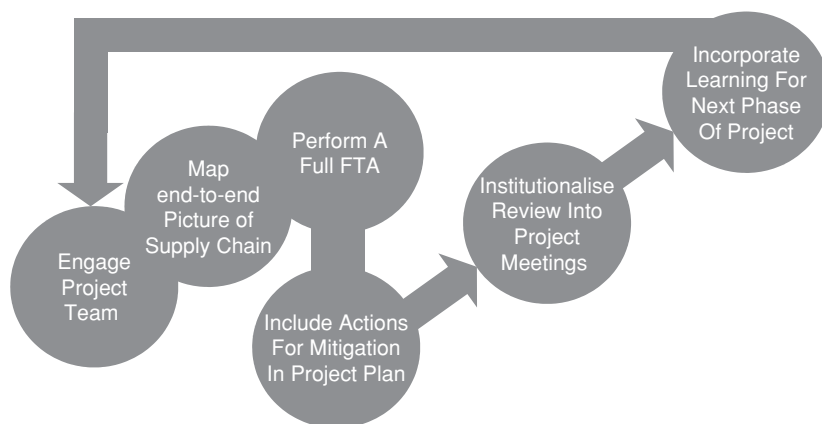 Engage
Project
Team
Map
end-to-end
Picture of
Supply Chain
Perform A
Full FTA
Include Actions
For Mitigation
In Project Plan
Institutionalise
Review Into
Project
Meetings
Incorporate
Learning For
Next Phase
Of Project